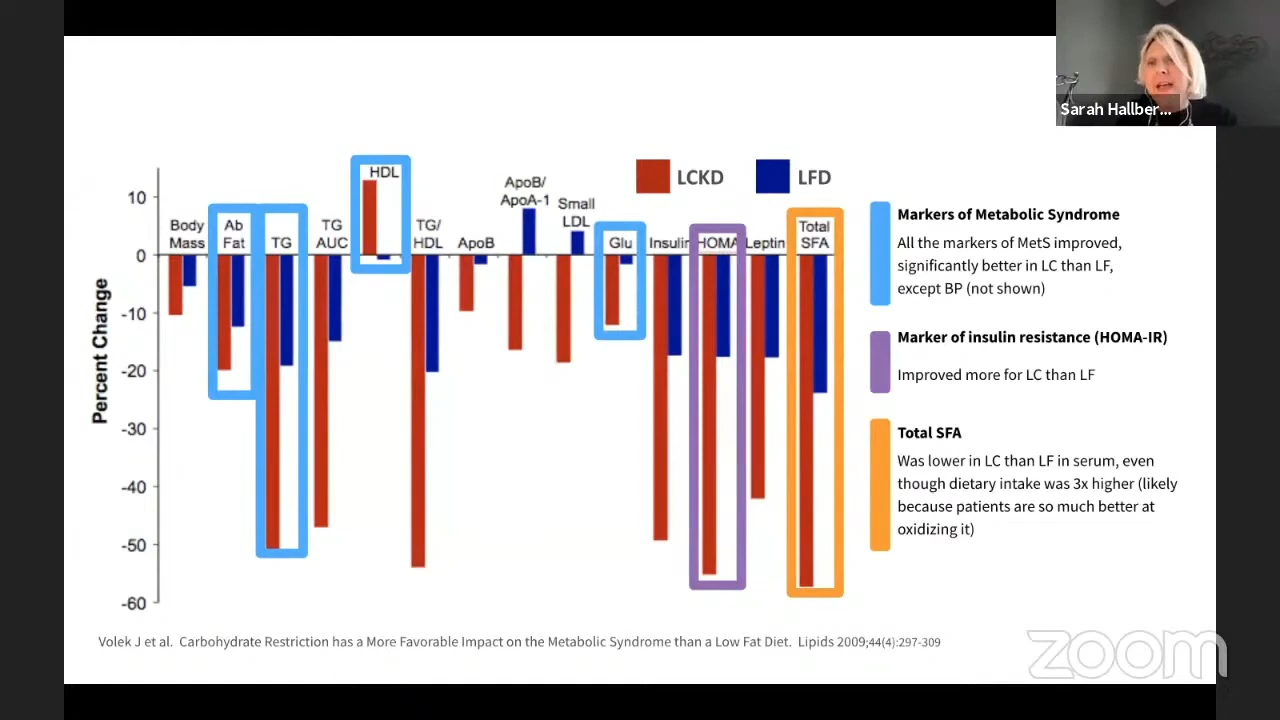 Sarah Hallber...
LCKD
LFD
10
0
-10
-20
-30
-40
-50
-60
Percent Change
Body
Mass
Ab
Fat
TG
TG
AUC
HDL
TG/
HDL
ApoB
ApoB/
ApoA-1
Small
LDL
Glu
Insulin
HOMA
Leptin
Total
SFA
Markers of Metabolic Syndrome
All the markers of MetS improved,
significantly better in LC than LF,
except BP (not shown)
Marker of insulin resistance (HOMA-IR)
Improved more for LC than LF
Total SFA
Was lower in LC than LF in serum, even
though dietary intake was 3x higher (likely
because patients are so much better at
oxidizing it)
Volek J et al. Carbohydrate Restriction has a More Favorable Impact on the Metabolic Syndrome than a Low Fat Diet. Lipids 2009;44(4):297-309
zoom